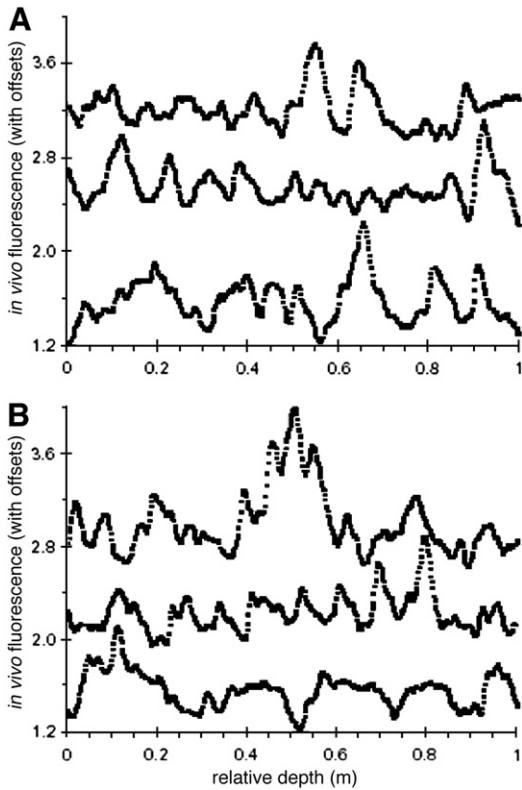 A
in vivo fluorescence (with offsets)
3.6
2.8
2.0
1.2
0 0.2 0.4 0.6 0.8 1
B
in vivo fluorescence (with offsets)
3.6
2.8
2.0
1.2
0 0.2 0.4 0.6 0.8 1
relative depth (m)